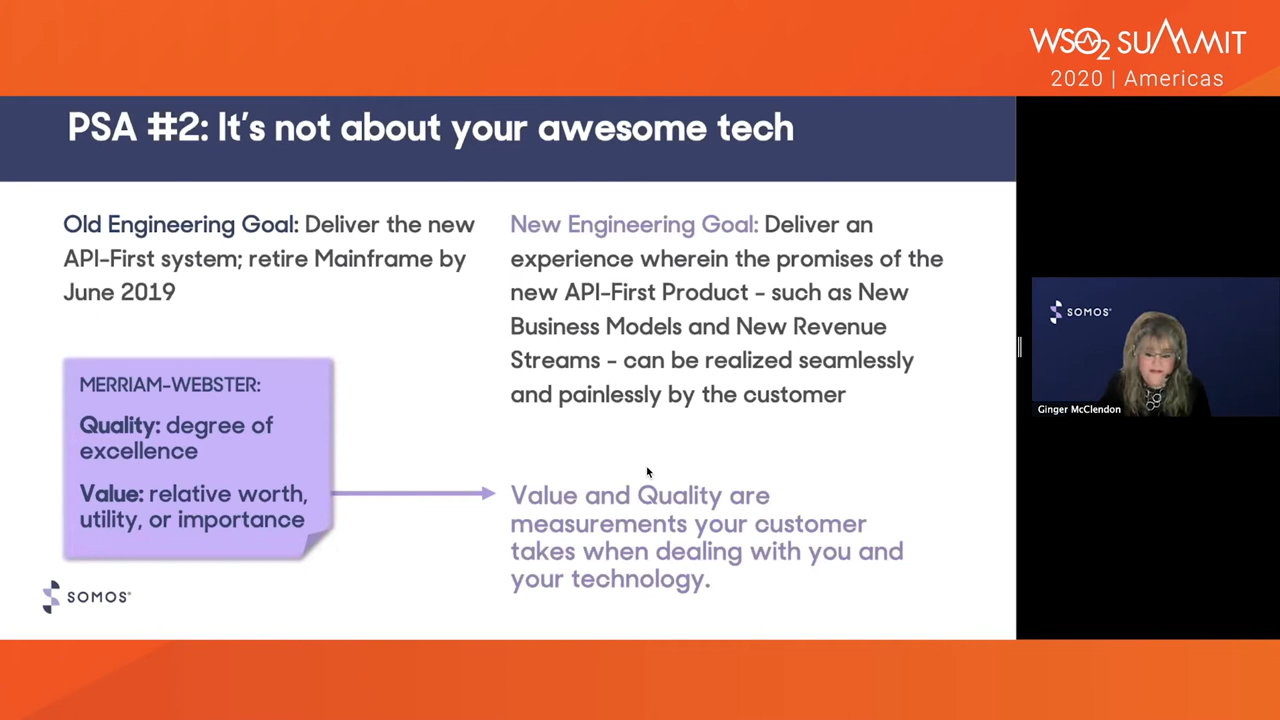 WSO2 SUMMIT
2020 | Americas
PSA #2: It's not about your awesome tech
Old Engineering Goal: Deliver the new
API-First system; retire Mainframe by
June 2019
New Engineering Goal: Deliver an
experience wherein the promises of the
new API-First Product - such as New
Business Models and New Revenue
Streams - can be realized seamlessly
and painlessly by the customer
MERRIAM-WEBSTER:
Quality: degree of
excellence
Value: relative worth,
utility, or importance
Value and Quality are
measurements your customer
takes when dealing with you and
your technology.
SOMOS®
SOMOS®
Ginger McClendon